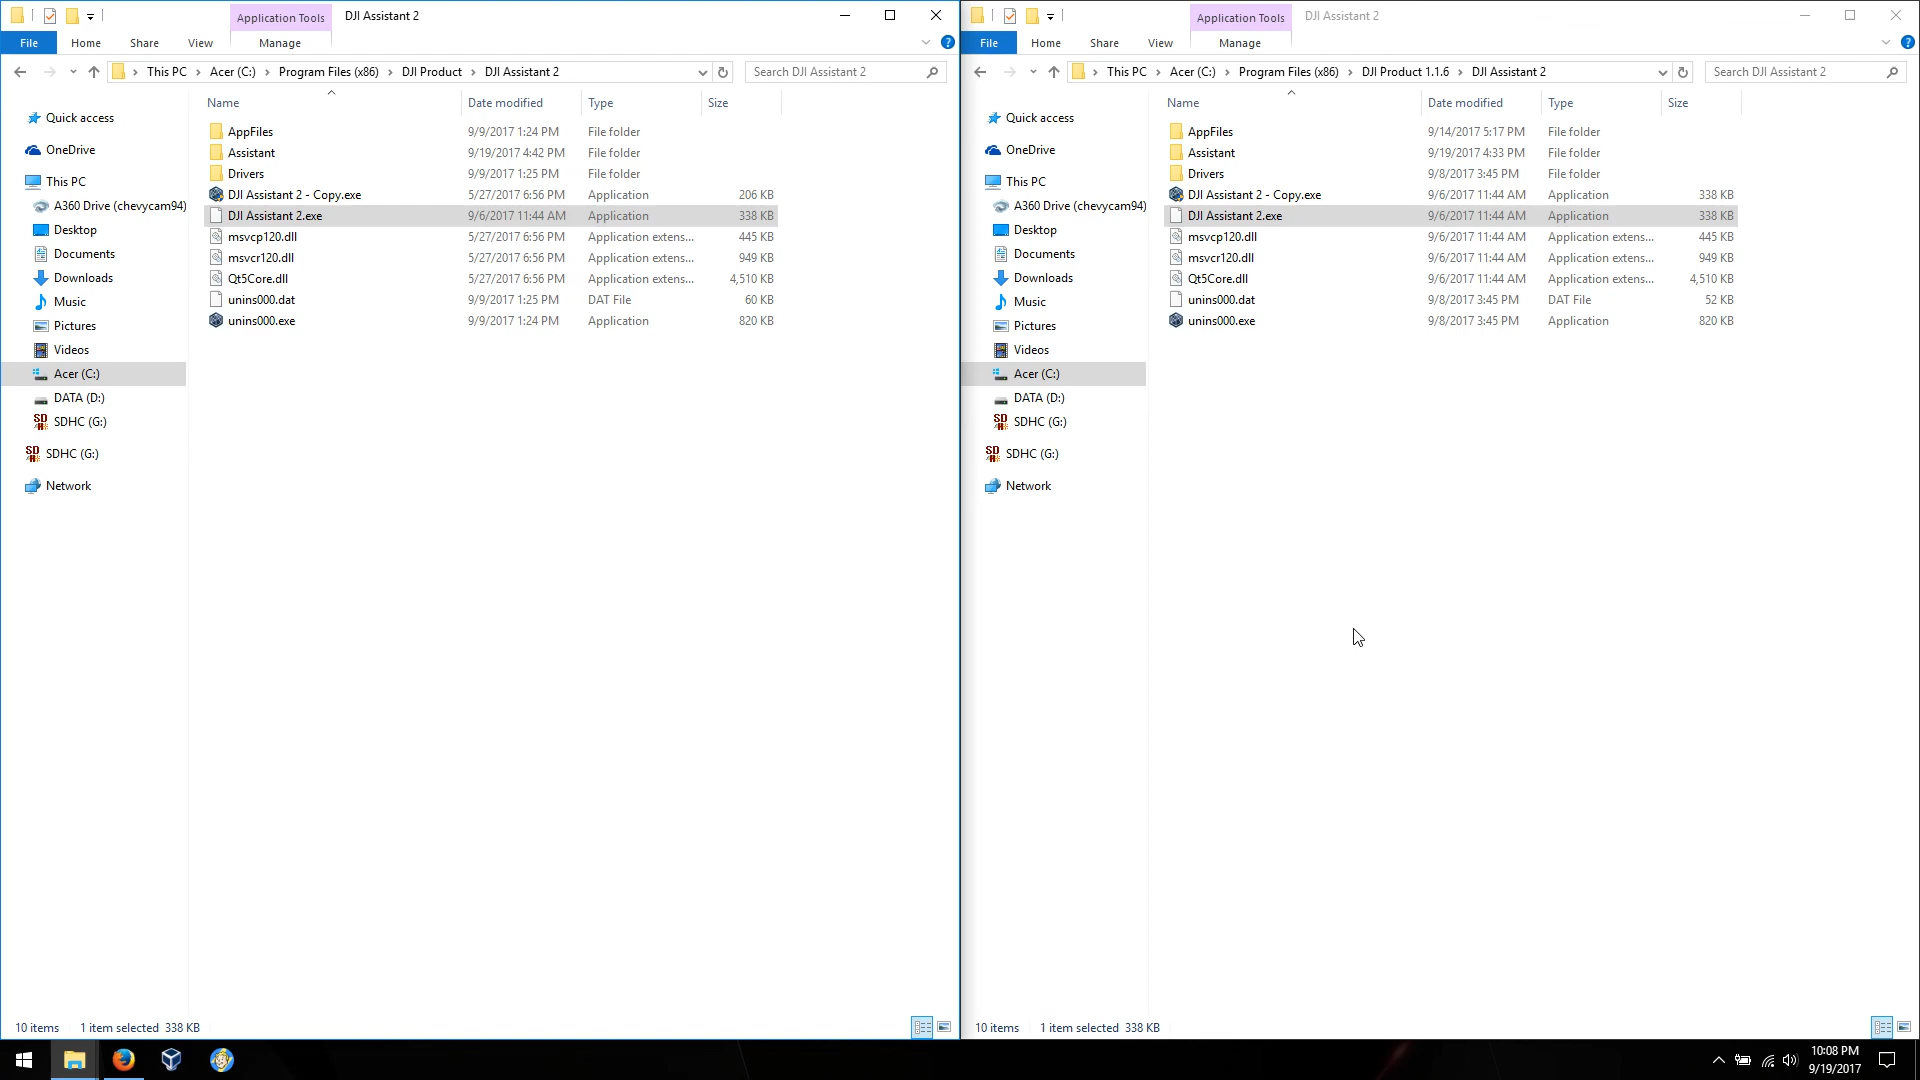 Application Tools
DJI Assistant 2
File
Home
Share
View
Manage
This PC
Acer (C:)
Program Files (x86)
DJI Product
DJI Assistant 2
Search DJI Assistant 2
Quick access
OneDrive
This PC
A360 Drive (chevycam94)
Desktop
Documents
Downloads
Music
Pictures
Videos
Acer (C:)
DATA (D:)
SDHC (G:)
SDHC (G:)
Network
Name Date modified Type Size
AppFiles 9/9/2017 1:24 PM File folder
Assistant 9/19/2017 4:42 PM File folder
Drivers 9/9/2017 1:25 PM File folder
DJI Assistant 2 - Copy.exe 5/27/2017 6:56 PM Application 206 KB
DJI Assistant 2.exe 9/6/2017 11:44 AM Application 338 KB
msvcp120.dll 5/27/2017 6:56 PM Application extens... 445 KB
msvcr120.dll 5/27/2017 6:56 PM Application extens... 949 KB
Qt5Core.dll 5/27/2017 6:56 PM Application extens... 4,510 KB
unins000.dat 9/9/2017 1:25 PM DAT File 60 KB
unins000.exe 9/9/2017 1:24 PM Application 820 KB
10 items 1 item selected 338 KB
Application Tools
DJI Assistant 2
File
Home
Share
View
Manage
This PC
Acer (C:)
Program Files (x86)
DJI Product 1.1.6
DJI Assistant 2
Search DJI Assistant 2
Quick access
OneDrive
This PC
A360 Drive (chevycam94)
Desktop
Documents
Downloads
Music
Pictures
Videos
Acer (C:)
DATA (D:)
SDHC (G:)
SDHC (G:)
Network
Name Date modified Type Size
AppFiles 9/14/2017 5:17 PM File folder
Assistant 9/19/2017 4:33 PM File folder
Drivers 9/8/2017 3:45 PM File folder
DJI Assistant 2 - Copy.exe 9/6/2017 11:44 AM Application 338 KB
DJI Assistant 2.exe 9/6/2017 11:44 AM Application 338 KB
msvcp120.dll 9/6/2017 11:44 AM Application extens... 445 KB
msvcr120.dll 9/6/2017 11:44 AM Application extens... 949 KB
Qt5Core.dll 9/6/2017 11:44 AM Application extens... 4,510 KB
unins000.dat 9/8/2017 3:45 PM DAT File 52 KB
unins000.exe 9/8/2017 3:45 PM Application 820 KB
10 items 1 item selected 338 KB
10:08 PM
9/19/2017